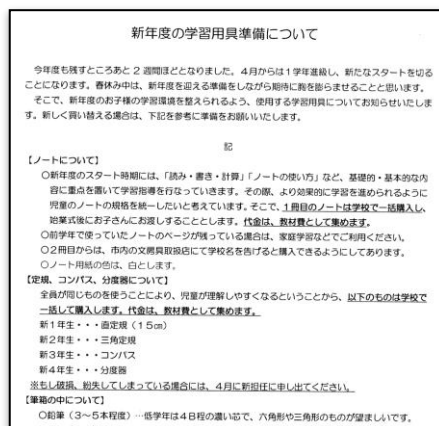 新年度の学習用具準備について
今年度も残すところあと２週間ほどとなりました。４月からは１学年進級し、新たなスタートを切る
ことになります。春休み中は、新年度を迎える準備をしながら期待に胸を膨らませることと思います。
そこで、新年度のお子様の学習環境を整えられるよう、使用する学習用具についてお知らせいたしま
す。新しく買い替える場合は、下記を参考に準備をお願いいたします。
記
【ノートについて】
○新年度のスタート時期には、「読み・書き・計算」「ノートの使い方」など、基礎的・基本的な内
容に重点を置いて学習指導を行なっていきます。その際、より効果的に学習を進められるように
児童のノートの規格を統一したいと考えています。そこで、１冊目のノートは学校で一括購入し、
始業式後にお子さんにお渡しすることとします。代金は、教材費として集めます。
○前学年で使っていたノートのページが残っている場合は、家庭学習などでご利用ください。
○２冊目からは、市内の文房具取扱店にて学校名を告げると購入できるようにしてあります。
○ノート用紙の色は、白とします。
【定規、コンパス、分度器について】
全員が同じものを使うことにより、児童が理解しやすくなるということから、以下のものは学校で
一括して購入します。代金は、教材費として集めます。
新１年生・・・直定規（１５㎝）
新２年生・・・三角定規
新３年生・・・コンパス
新４年生・・・分度器
※もし破損、紛失してしまっている場合には、４月に新担任に申し出てください。
【筆箱の中について】
○鉛筆（３～５本程度）…低学年は４Ｂ程の濃い芯で、六角形や三角形のものが望ましいです。